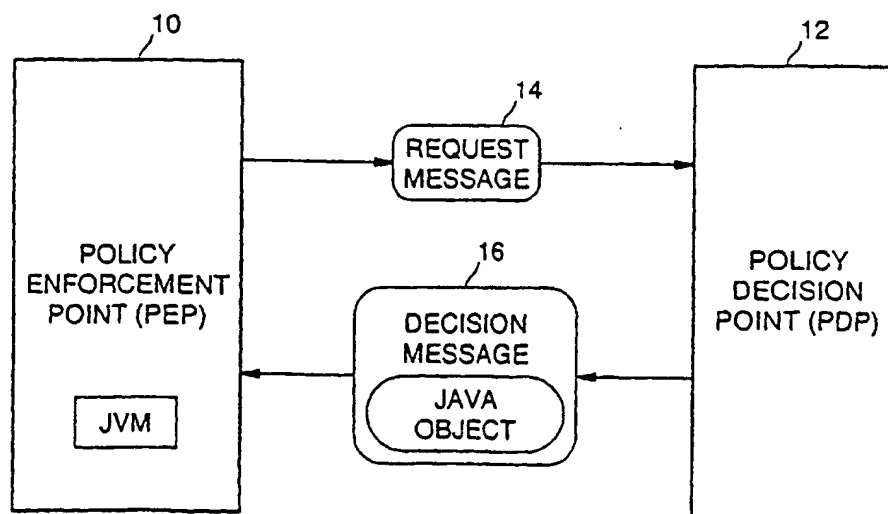 10
12
14
REQUEST
MESSAGE
POLICY
ENFORCEMENT
POINT (PEP)
JVM
16
DECISION
MESSAGE
JAVA
OBJECT
POLICY
DECISION
POINT (PDP)